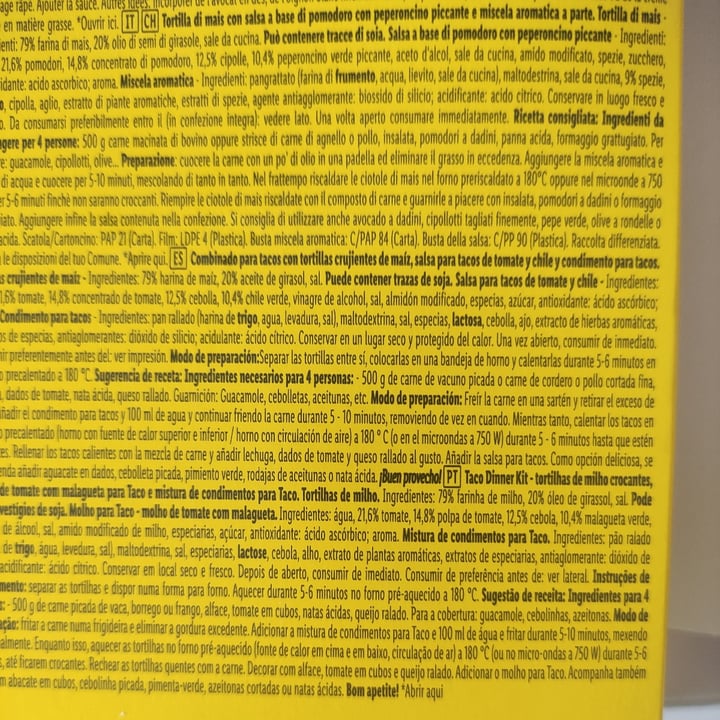 age râpé. Ajouter la sauce. Autres idées, incorporer de l'avocat en dés,
en matière grasse. *Ouvrir ici. IT CH Tortilla di mais con salsa a base di pomodoro con peperoncino piccante e miscela aromatica a parte. Tortilla di mais -
enti: 79% farina di mais, 20% olio di semi di girasole, sale da cucina. Può contenere tracce di soia. Salsa a base di pomodoro con peperoncino piccante - Ingredienti:
21,6% pomodori, 14,8% concentrato di pomodoro, 12,5% cipolle, 10,4% peperoncino verde piccante, aceto d'alcol, sale da cucina, amido modificato, spezie, zucchero,
idante: acido ascorbico; aroma. Miscela aromatica - Ingredienti: pangrattato (farina di frumento, acqua, lievito, sale da cucina), maltodestrina, sale da cucina, 9% spezie,
o, cipolla, aglio, estratto di piante aromatiche, estratti di spezie, agente antiagglomerante: biossido di silicio; acidificante: acido citrico. Conservare in luogo fresco e
o. Da consumarsi preferibilmente entro il (in confezione integra): vedere lato. Una volta aperto consumare immediatamente. Ricetta consigliata: Ingredienti da
ngere per 4 persone: 500 g carne macinata di bovino oppure strisce di carne di agnello o pollo, insalata, pomodori a dadini, panna acida, formaggio grattugiato. Per
re: guacamole, cipollotti, olive.. Preparazione: cuocere la carne con un po' di olio in una padella ed eliminare il grasso in eccedenza. Aggiungere la miscela aromatica e
di acqua e cuocere per 5-10 minuti, mescolando di tanto in tanto. Nel frattempo riscaldare le ciotole di mais nel forno preriscaldato a 180°C oppure nel microonde a 750
er 5-6 minuti finché non saranno croccanti. Riempire le ciotole di mais riscaldate con il composto di carne e guarnirle a piacere con insalata, pomodori a dadini o formaggio
iato. Aggiungere infine la salsa contenuta nella confezione. Si consiglia di utilizzare anche avocado a dadini, cipollotti tagliati finemente, pepe verde, olive a rondelle o
acida. Scatola/Cartoncino: PAP 21 (Carta). Film: LDPE 4 (Plastica). Busta miscela aromatica: C/PAP 84 (Carta). Busta della salsa: C/PP 90 (Plastica). Raccolta differenziata.
le disposizioni del tuo Comune. *Aprire qui. ES Combinado para tacos con tortillas crujientes de maíz, salsa para tacos de tomate y chile y condimento para tacos.
s crujientes de maíz - Ingredientes: 79% harina de maíz, 20% aceite de girasol, sal. Puede contener trazas de soja. Salsa para tacos de tomate y chile - Ingredientes:
1,6% tomate, 14,8% concentrado de tomate, 12,5% cebolla, 10,4% chile verde, vinagre de alcohol, sal, almidón modificado, especias, azúcar, antioxidante: ácido ascórbico;
Condimento para tacos - Ingredientes: pan rallado (harina de trigo, agua, levadura, sal), maltodextrina, sal, especias, lactosa, cebolla, ajo, extracto de hierbas aromáticas,
os de especias, antiaglomerantes: dióxido de silicio; acidulante: ácido cítrico. Conservar en un lugar seco y protegido del calor. Una vez abierto, consumir de inmediato.
ir preferentemente antes del: ver impresión. Modo de preparación:Separar las tortillas entre sí, colocarlas en una bandeja de horno y calentarlas durante 5-6 minutos en
o precalentado a 180 °C. Sugerencia de receta: Ingredientes necesarios para 4 personas: - 500 g de carne de vacuno picada o carne de cordero o pollo cortada fina,
, dados de tomate, nata ácida, queso rallado. Guarnición: Guacamole, cebolletas, aceitunas, etc. Modo de preparación: Freír la carne en una sartén y retirar el exceso de
ñadir el condimento para tacos y 100 ml de agua y continuar friendo la carne durante 5 - 10 minutos, removiendo de vez en cuando. Mientras tanto, calentar los tacos en
o precalentado (horno con fuente de calor superior e inferior / horno con circulación de aire) a 180 ° C (o en el microondas a 750 W) durante 5 - 6 minutos hasta que estén
es. Rellenar los tacos calientes con la mezcla de carne y añadir lechuga, dados de tomate y queso rallado al gusto. Añadir la salsa para tacos. Como opción deliciosa, se
enda añadir aguacate en dados, cebolleta picada, pimiento verde, rodajas de aceitunas o nata ácida. ¡Buen provecho! PT Taco Dinner Kit - tortilhas de milho crocantes,
de tomate com malagueta para Taco e mistura de condimentos para Taco. Tortilhas de milho. Ingredientes: 79% farinha de milho, 20% óleo de girassol, sal. Pode
vestígios de soja. Molho para Taco - molho de tomate com malagueta. Ingredientes: água, 21,6% tomate, 14,8% polpa de tomate, 12,5% cebola, 10,4% malagueta verde,
de álcool, sal, amido modificado de milho, especiarias, açúcar, antioxidante: ácido ascórbico; aroma. Mistura de condimentos para Taco. Ingredientes: pão ralado
de trigo, água, levedura, sal), maltodextrina, sal, especiarias, lactose, cebola, alho, extrato de plantas aromáticas, extratos de especiarias, antiaglomerante: dióxido de
acidificante: ácido cítrico. Conservar em local seco e fresco. Depois de aberto, consumir de imediato. Consumir de preferência antes de: ver lateral. Instruções de
mento: separar as tortilhas e dispor numa forma para forno. Aquecer durante 5-6 minutos no forno pré-aquecido a 180 °C. Sugestão de receita: Ingredientes para 4
s: - 500 g de carne picada de vaca, borrego ou frango, alface, tomate em cubos, natas ácidas, queijo ralado. Para a cobertura: guacamole, cebolinhas, azeitonas. Modo de
ação: fritar a carne numa frigideira e eliminar a gordura excedente. Adicionar a mistura de condimentos para Taco e 100 ml de água e fritar durante 5-10 minutos, mexendo
almente. Enquanto isso, aquecer as tortilhas no forno pré-aquecido (fonte de calor em cima e em baixo, circulação de ar) a 180 °C (ou no micro-ondas a 750 W) durante 5-6
s, até ficarem crocantes. Rechear as tortilhas quentes com a carne. Decorar com alface, tomate em cubos e queijo ralado. Adicionar o molho para Taco. Acompanha também
m abacate em cubos, cebolinha picada, pimenta-verde, azeitonas cortadas ou natas ácidas. Bom apetite! *Abrir aqui